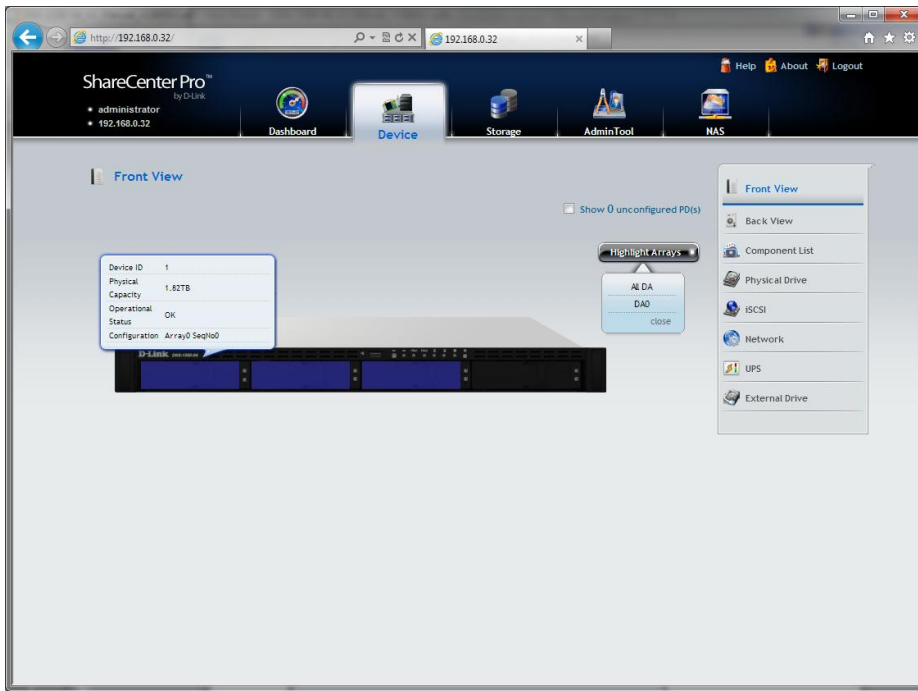 http://192.168.0.32/
192.168.0.32
ShareCenter Pro™
by D-Link
administrator
192.168.0.32
Help
About
Logout
Dashboard
Device
Storage
AdminTool
NAS
Front View
Show 0 unconfigured PD(s)
Highlight Arrays
All DA
DA0
close
Device ID 1
Physical Capacity 1.82TB
Operational Status OK
Configuration Array0 SeqNo0
D-Link
Front View
Back View
Component List
Physical Drive
iSCSI
Network
UPS
External Drive